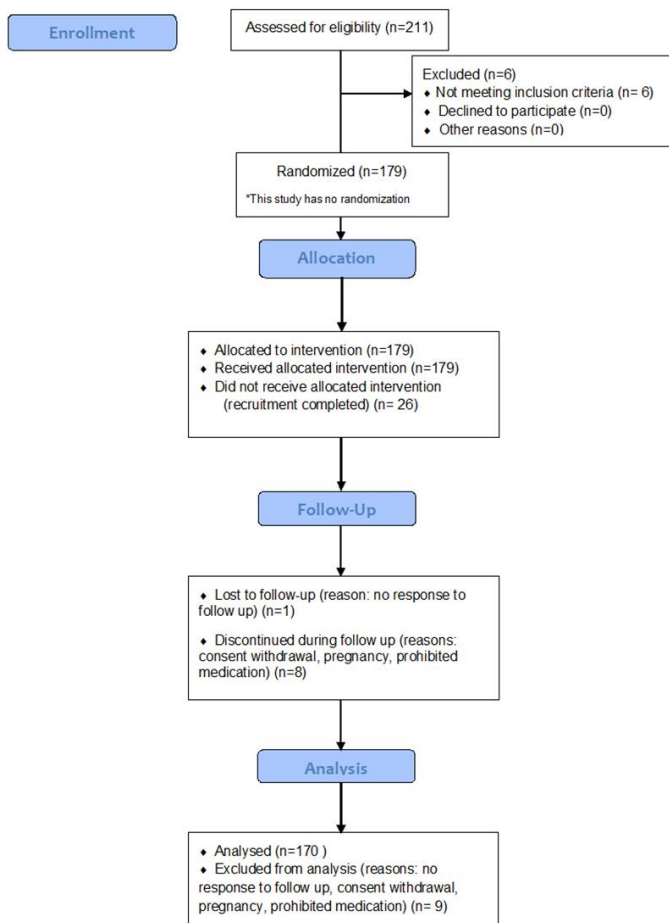 Enrollment
Assessed for eligibility (n=211)
Excluded (n=6)
♦ Not meeting inclusion criteria (n= 6)
♦ Declined to participate (n=0)
♦ Other reasons (n=0)
Randomized (n=179)
*This study has no randomization
Allocation
♦ Allocated to intervention (n=179)
♦ Received allocated intervention (n=179)
♦ Did not receive allocated intervention
(recruitment completed) (n= 26)
Follow-Up
♦ Lost to follow-up (reason: no response to
follow up) (n=1)
♦ Discontinued during follow up (reasons:
consent withdrawal, pregnancy, prohibited
medication) (n=8)
Analysis
♦ Analysed (n=170 )
♦ Excluded from analysis (reasons: no
response to follow up, consent withdrawal,
pregnancy, prohibited medication) (n= 9)